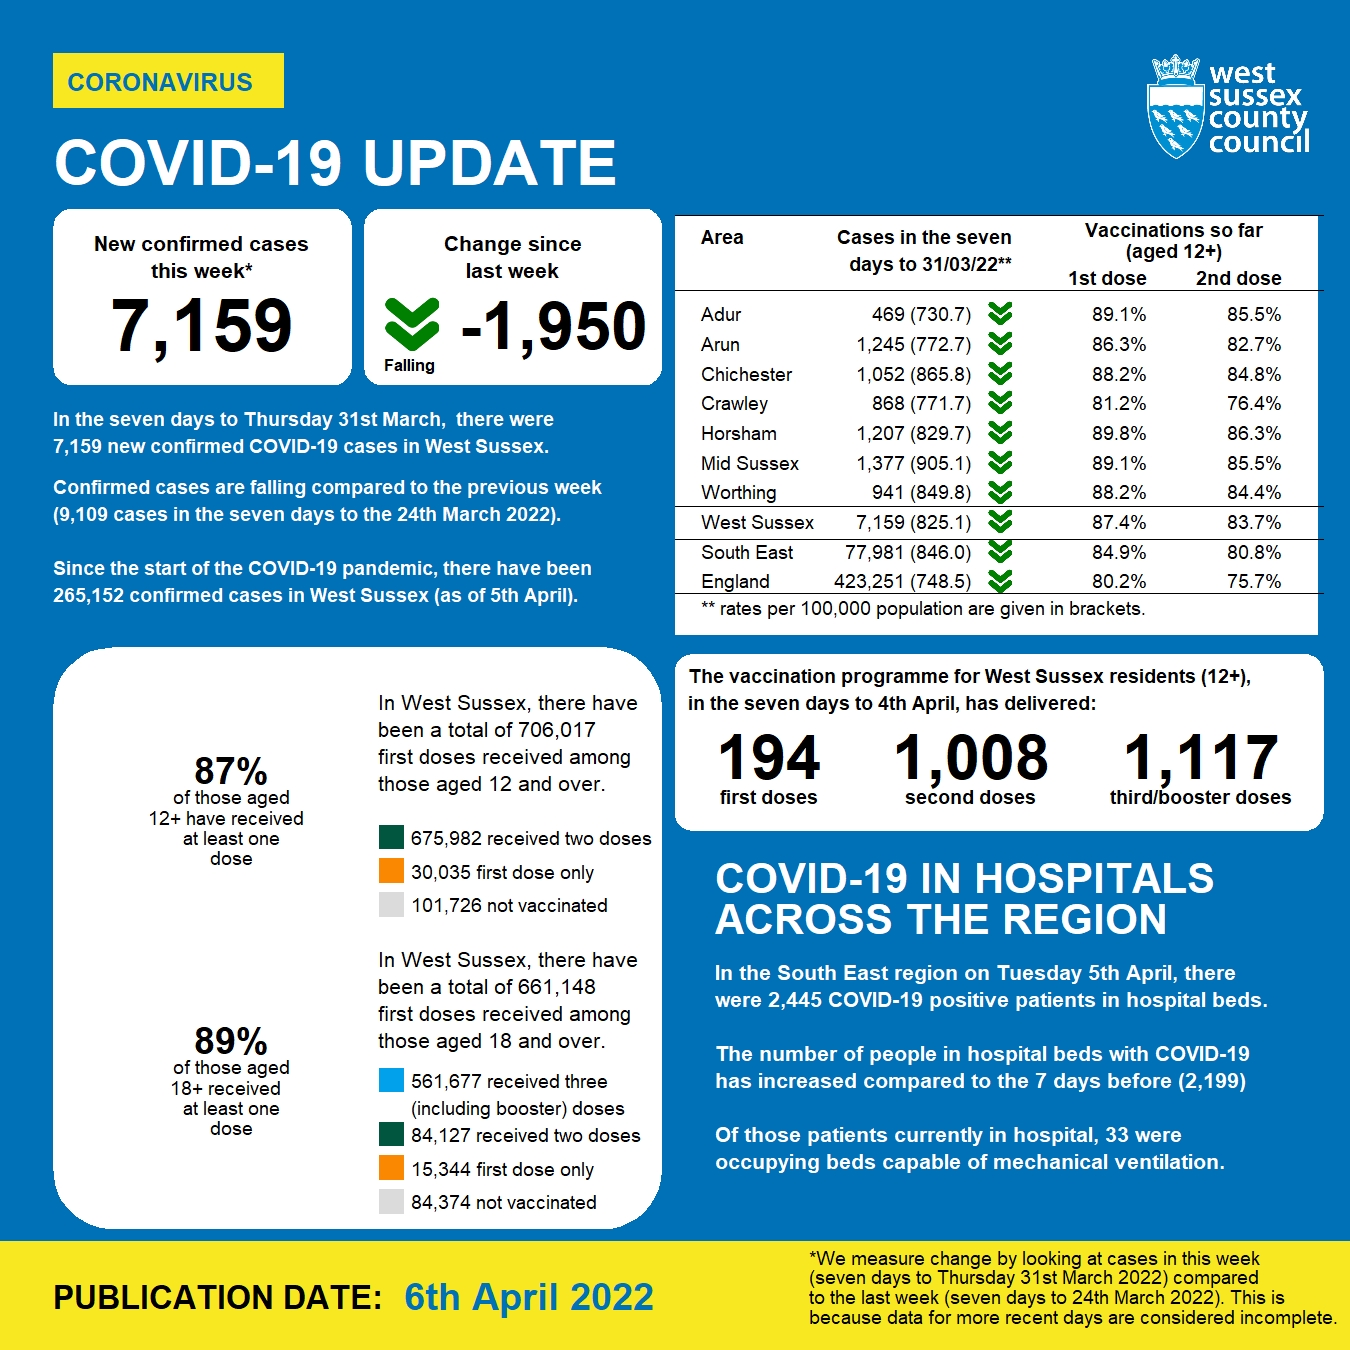 CORONAVIRUS
west
sussex
county
council
COVID-19 UPDATE
New confirmed cases
this week*
7,159
Change since
last week
-1,950
Falling
In the seven days to Thursday 31st March,  there were
7,159 new confirmed COVID-19 cases in West Sussex.
Confirmed cases are falling compared to the previous week
(9,109 cases in the seven days to the 24th March 2022).
Since the start of the COVID-19 pandemic, there have been
265,152 confirmed cases in West Sussex (as of 5th April).
Area Cases in the seven days to 31/03/22** Vaccinations so far (aged 12+)
1st dose 2nd dose
Adur 469 (730.7) 89.1% 85.5%
Arun 1,245 (772.7) 86.3% 82.7%
Chichester 1,052 (865.8) 88.2% 84.8%
Crawley 868 (771.7) 81.2% 76.4%
Horsham 1,207 (829.7) 89.8% 86.3%
Mid Sussex 1,377 (905.1) 89.1% 85.5%
Worthing 941 (849.8) 88.2% 84.4%
West Sussex 7,159 (825.1) 87.4% 83.7%
South East 77,981 (846.0) 84.9% 80.8%
England 423,251 (748.5) 80.2% 75.7%
** rates per 100,000 population are given in brackets.
87%
of those aged
12+ have received
at least one
dose
In West Sussex, there have
been a total of 706,017
first doses received among
those aged 12 and over.
675,982 received two doses
30,035 first dose only
101,726 not vaccinated
89%
of those aged
18+ received
at least one
dose
In West Sussex, there have
been a total of 661,148
first doses received among
those aged 18 and over.
561,677 received three
(including booster) doses
84,127 received two doses
15,344 first dose only
84,374 not vaccinated
The vaccination programme for West Sussex residents (12+),
in the seven days to 4th April, has delivered:
194 1,008 1,117
first doses second doses third/booster doses
COVID-19 IN HOSPITALS
ACROSS THE REGION
In the South East region on Tuesday 5th April, there
were 2,445 COVID-19 positive patients in hospital beds.
The number of people in hospital beds with COVID-19
has increased compared to the 7 days before (2,199)
Of those patients currently in hospital, 33 were
occupying beds capable of mechanical ventilation.
PUBLICATION DATE: 6th April 2022
*We measure change by looking at cases in this week
(seven days to Thursday 31st March 2022) compared
to the last week (seven days to 24th March 2022). This is
because data for more recent days are considered incomplete.